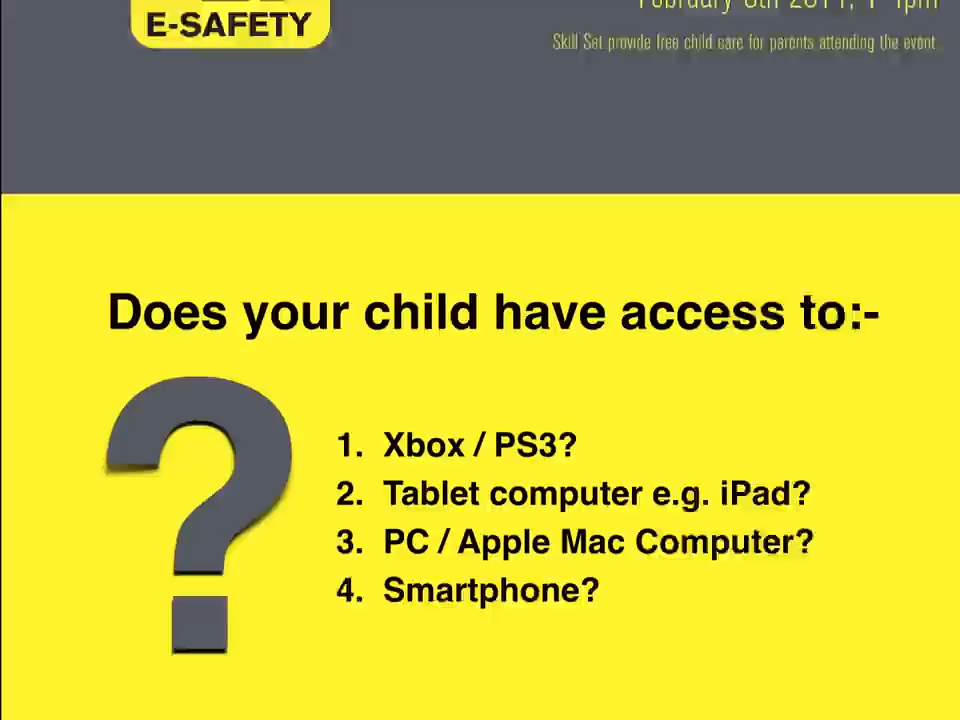 E-SAFETY
Skill Set provide free child care for parents attending the event.
Does your child have access to:-
?
1. Xbox / PS3?
2. Tablet computer e.g. iPad?
3. PC / Apple Mac Computer?
4. Smartphone?